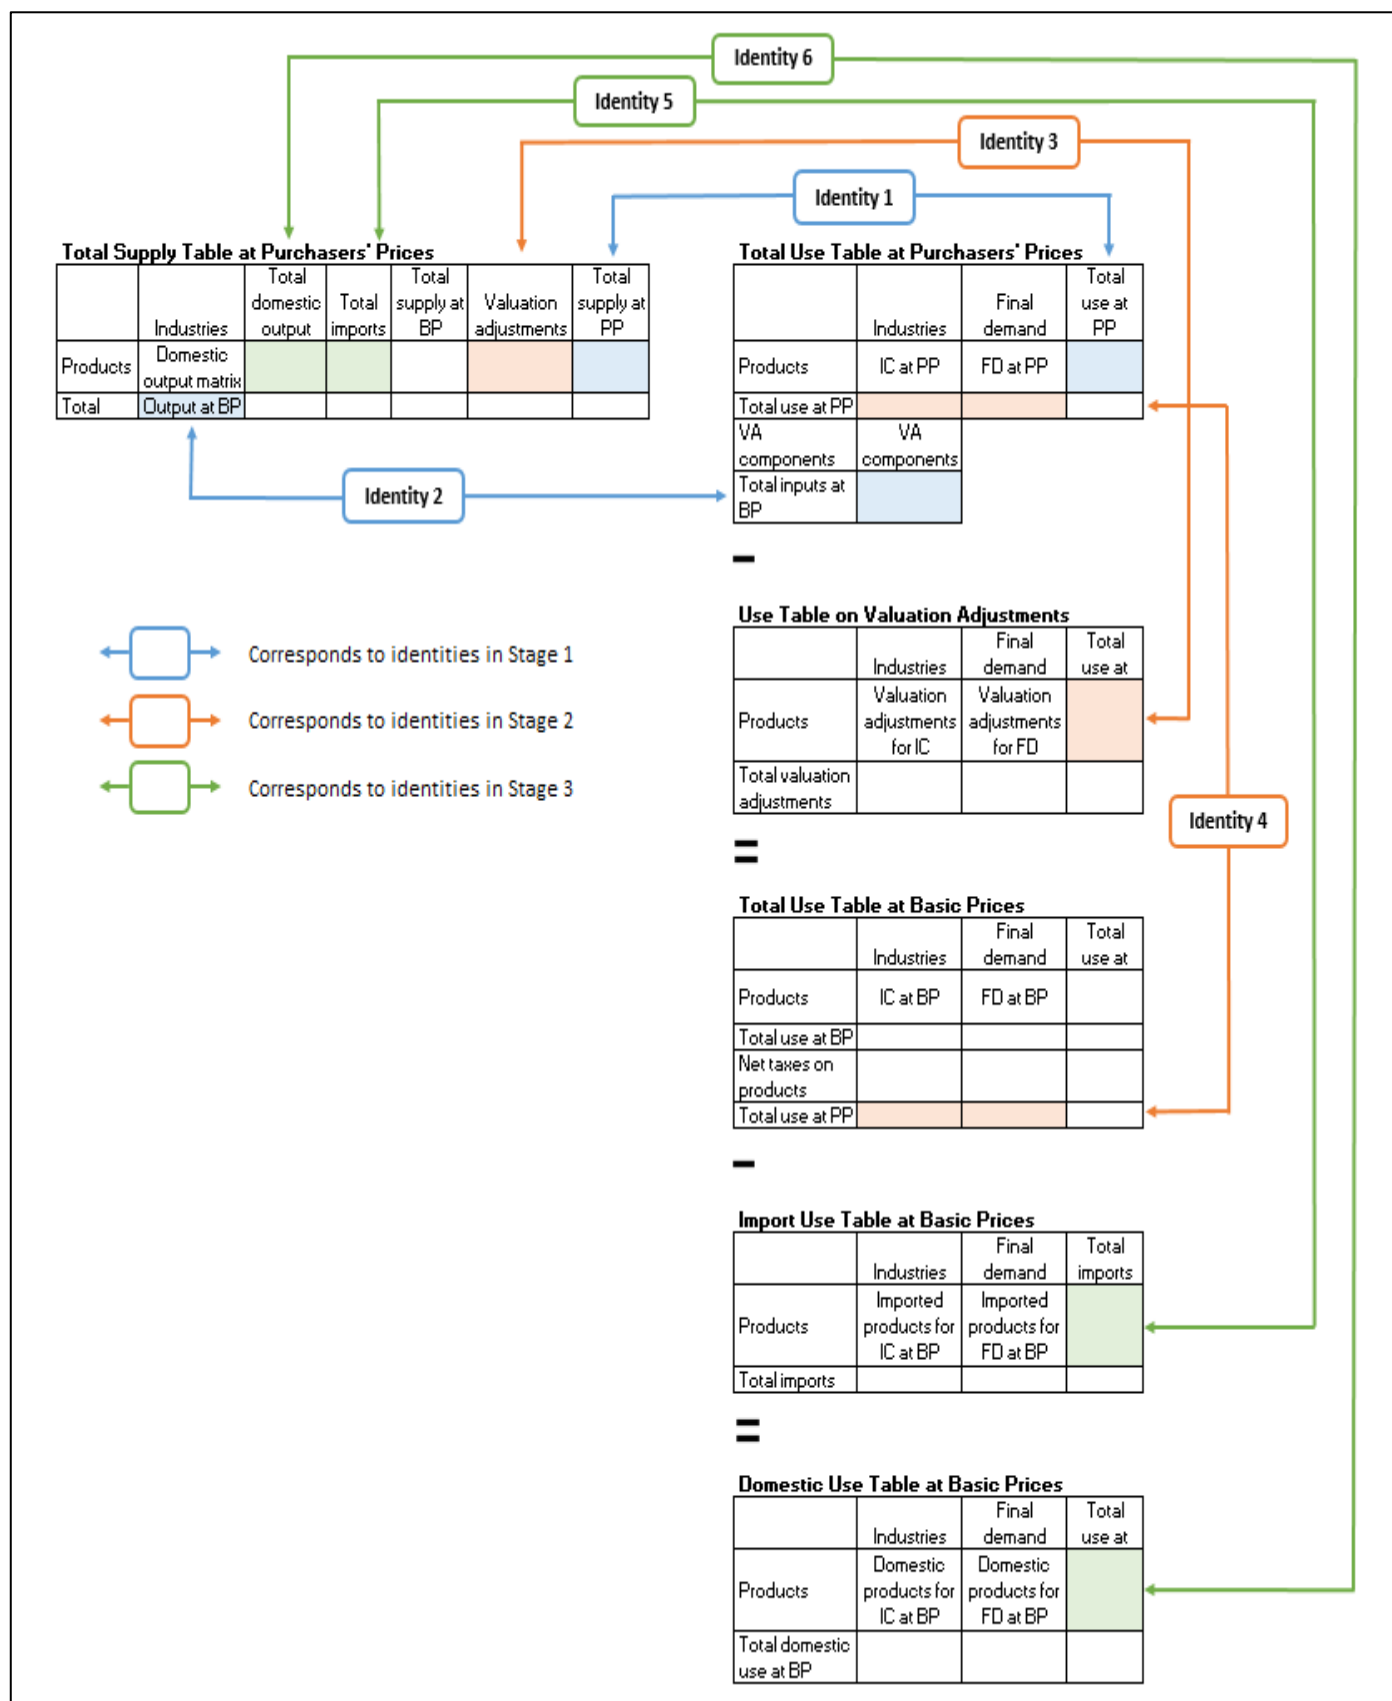 Identity 6
Identity 5
Identity 3
Identity 1
Total Supply Table at Purchasers' Prices
Industries
Total
domestic
output
Total
imports
Total
supply at
BP
Valuation
adjustments
Total
supply at
PP
Products
Domestic
output matrix
Total
Output at BP
Total Use Table at Purchasers' Prices
Industries
Final
demand
Total
use at
PP
Products
IC at PP
FD at PP
Total use at PP
VA
components
VA
components
Total inputs at
BP
Identity 2
Use Table on Valuation Adjustments
Industries
Final
demand
Total
use at
Products
Valuation
adjustments
for IC
Valuation
adjustments
for FD
Total valuation
adjustments
Corresponds to identities in Stage 1
Corresponds to identities in Stage 2
Corresponds to identities in Stage 3
Identity 4
Total Use Table at Basic Prices
Industries
Final
demand
Total
use at
Products
IC at BP
FD at BP
Total use at BP
Net taxes on
products
Total use at PP
Import Use Table at Basic Prices
Industries
Final
demand
Total
imports
Products
Imported
products for
IC at BP
Imported
products for
FD at BP
Total imports
Domestic Use Table at Basic Prices
Industries
Final
demand
Total
use at
Products
Domestic
products for
IC at BP
Domestic
products for
FD at BP
Total domestic
use at BP